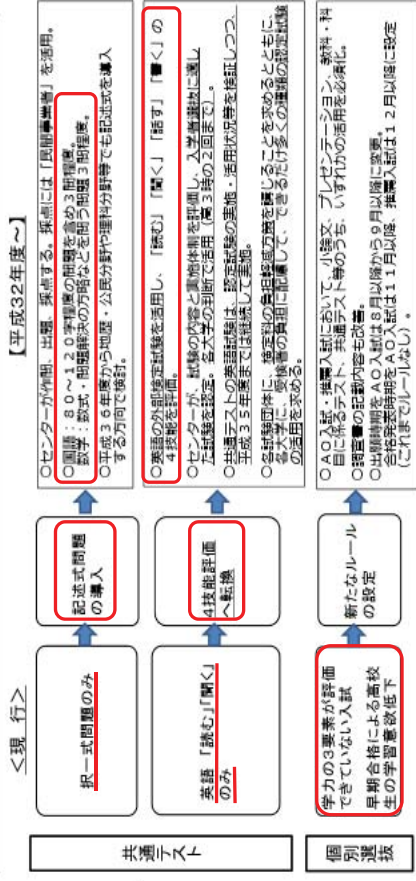 <現 行>
【平成32年度～】
共通テスト
択一式問題のみ
記述式問題
の導入
○センターが作問、出題、採点する。採点には「民間事業者」を活用。
○国語：80～120字程度の問題を含め3問程度。
数学：数式・問題解決の方略などを問う問題3問程度。
○平成36年度から地歴・公民分野や理科分野等でも記述式を導入
する方向で検討。
英語「読む」「聞く」
のみ
4技能評価
へ転換
○英語の外部検定試験を活用し、「読む」「聞く」「話す」「書く」の
4技能を評価。
○センターが、試験の内容と実施体制を評価し、入学者選抜に適し
た試験を認定。各大学の判断で活用（高3時の2回まで）。
○共通テストの英語試験は、認定試験の実施・活用状況等を検証しつつ、
平成35年度までは継続して実施。
○各試験団体に、検定料の負担軽減方策を講じることを求めるとともに、
各大学に、受検者の負担に配慮して、できるだけ多くの種類の認定試験
の活用を求める。
個別選抜
学力の3要素が評価
できていない入試
早期合格による高校
生の学習意欲低下
新たなルール
の設定
○AO入試・推薦入試において、小論文、プレゼンテーション、教科・科
目に係るテスト、共通テスト等のうち、いずれかの活用を必須化。
○調査書の記載内容も改善。
○出願時期をAO入試は8月以降から9月以降に変更。
合格発表時期をAO入試は11月以降、推薦入試は12月以降に設定
（これまでルールなし）。